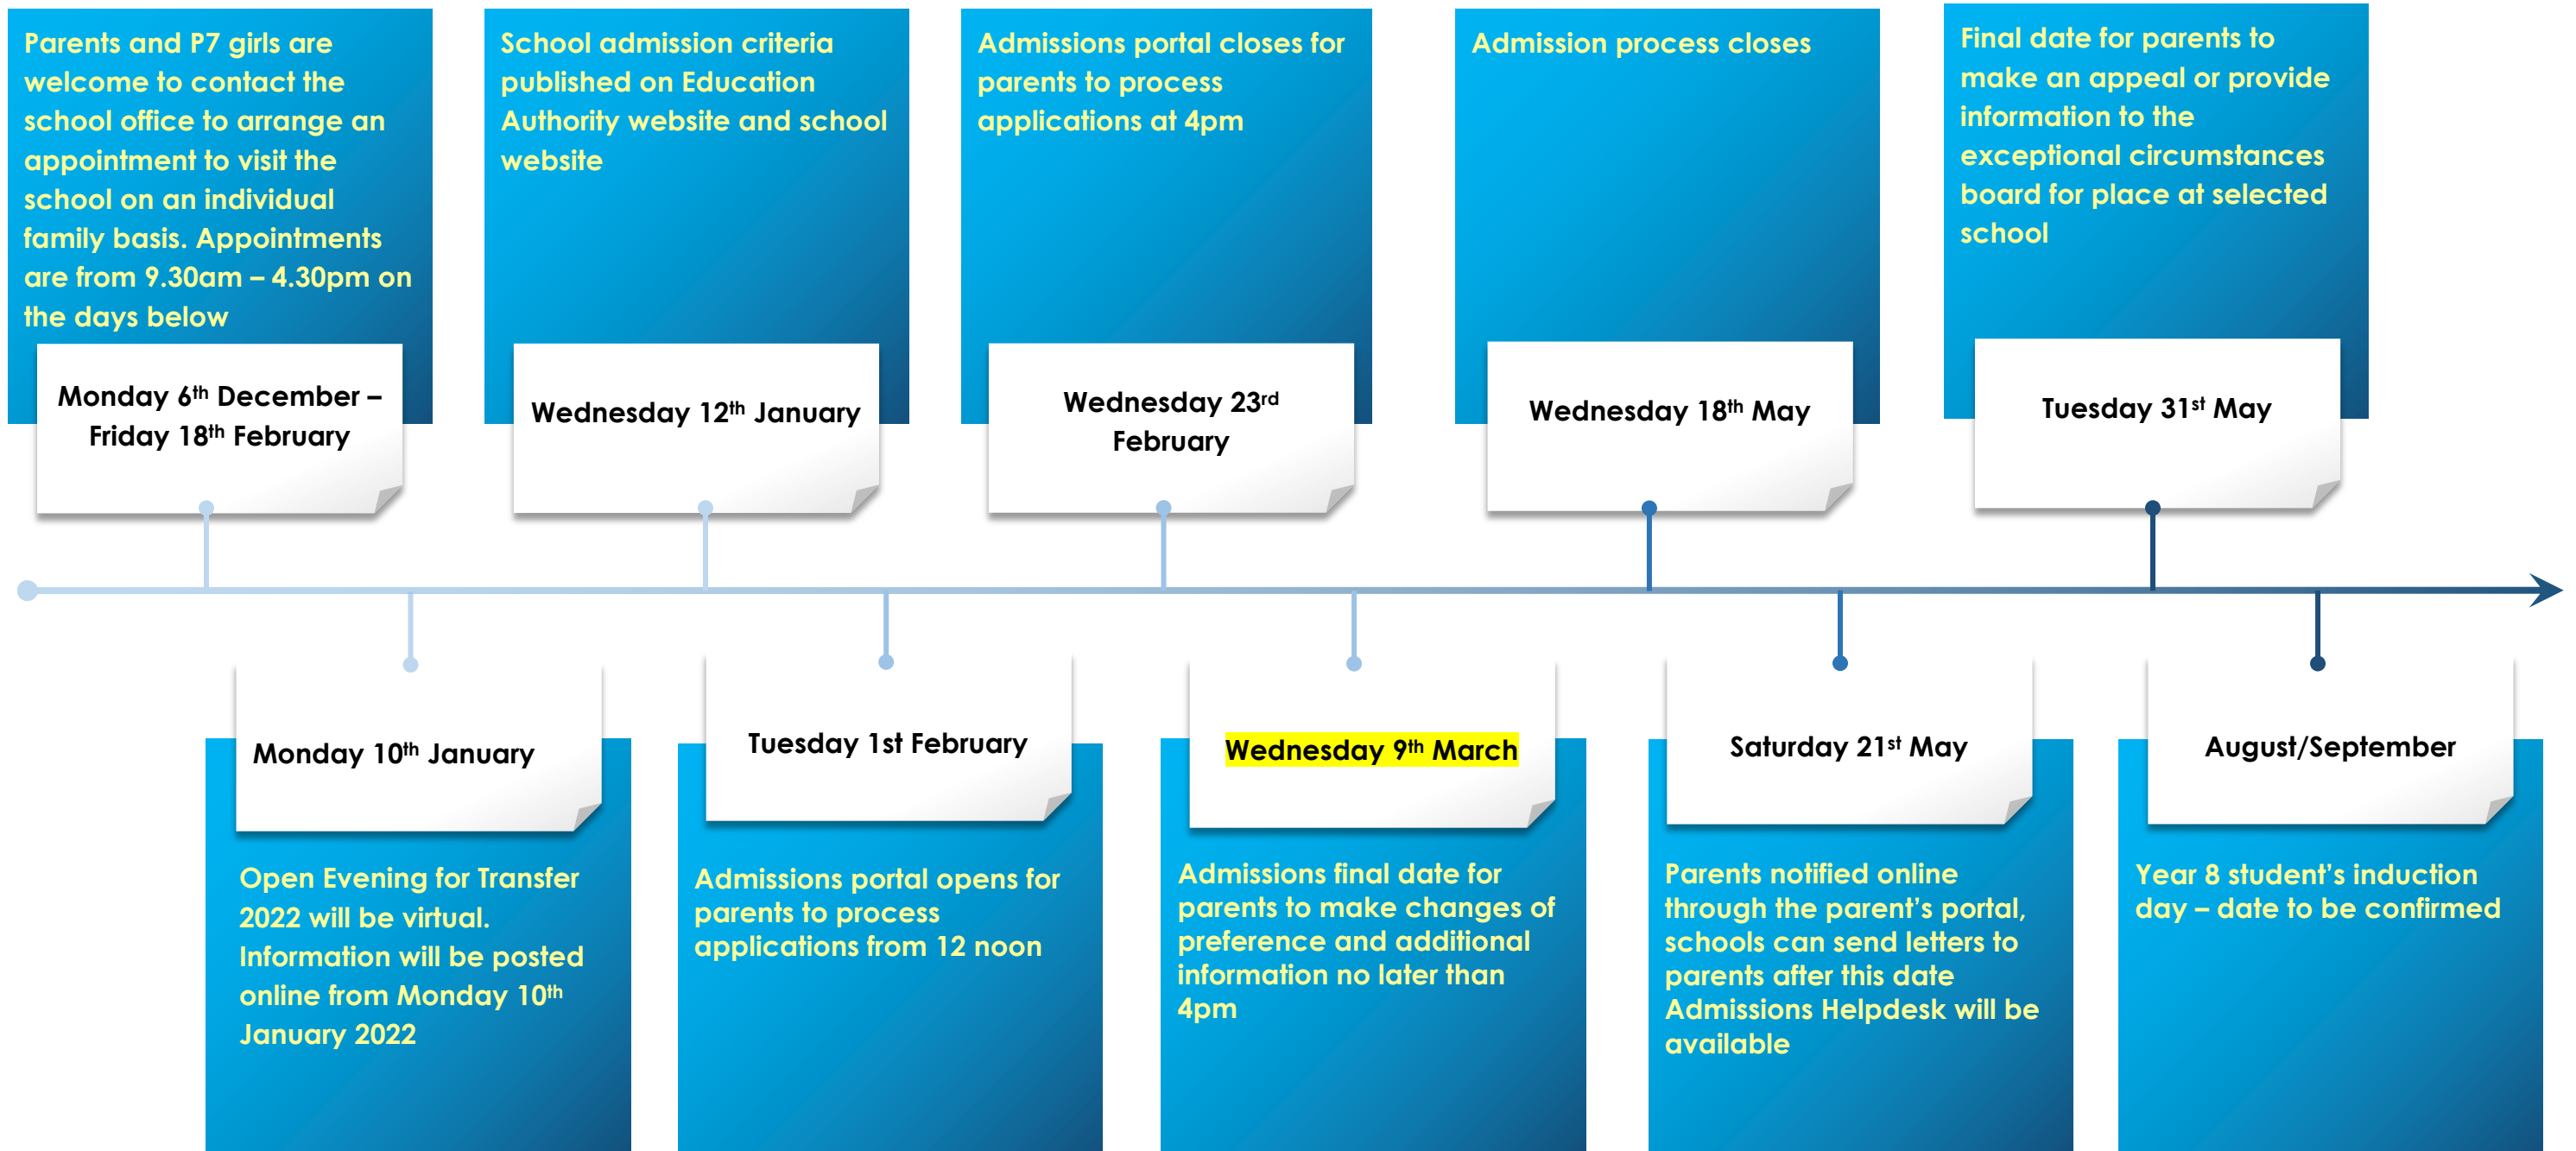 Parents and P7 girls are
welcome to contact the
school office to arrange an
appointment to visit the
school on an individual
family basis. Appointments
are from 9.30am – 4.30pm on
the days below
Monday 6th December –
Friday 18th February
School admission criteria
published on Education
Authority website and school
website
Wednesday 12th January
Admissions portal closes for
parents to process
applications at 4pm
Wednesday 23rd
February
Admission process closes
Wednesday 18th May
Final date for parents to
make an appeal or provide
information to the
exceptional circumstances
board for place at selected
school
Tuesday 31st May
Monday 10th January
Open Evening for Transfer
2022 will be virtual.
Information will be posted
online from Monday 10th
January 2022
Tuesday 1st February
Admissions portal opens for
parents to process
applications from 12 noon
Wednesday 9th March
Admissions final date for
parents to make changes of
preference and additional
information no later than
4pm
Saturday 21st May
Parents notified online
through the parent’s portal,
schools can send letters to
parents after this date
Admissions Helpdesk will be
available
August/September
Year 8 student’s induction
day – date to be confirmed